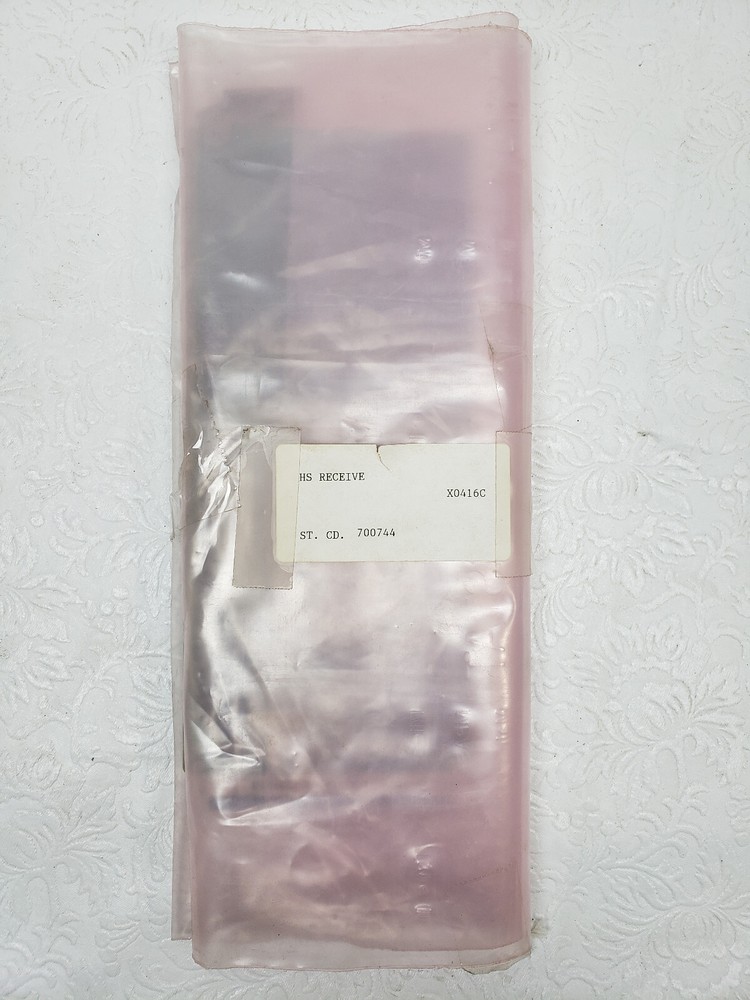 HS RECEIVE
X0416C
ST. CD. 700744